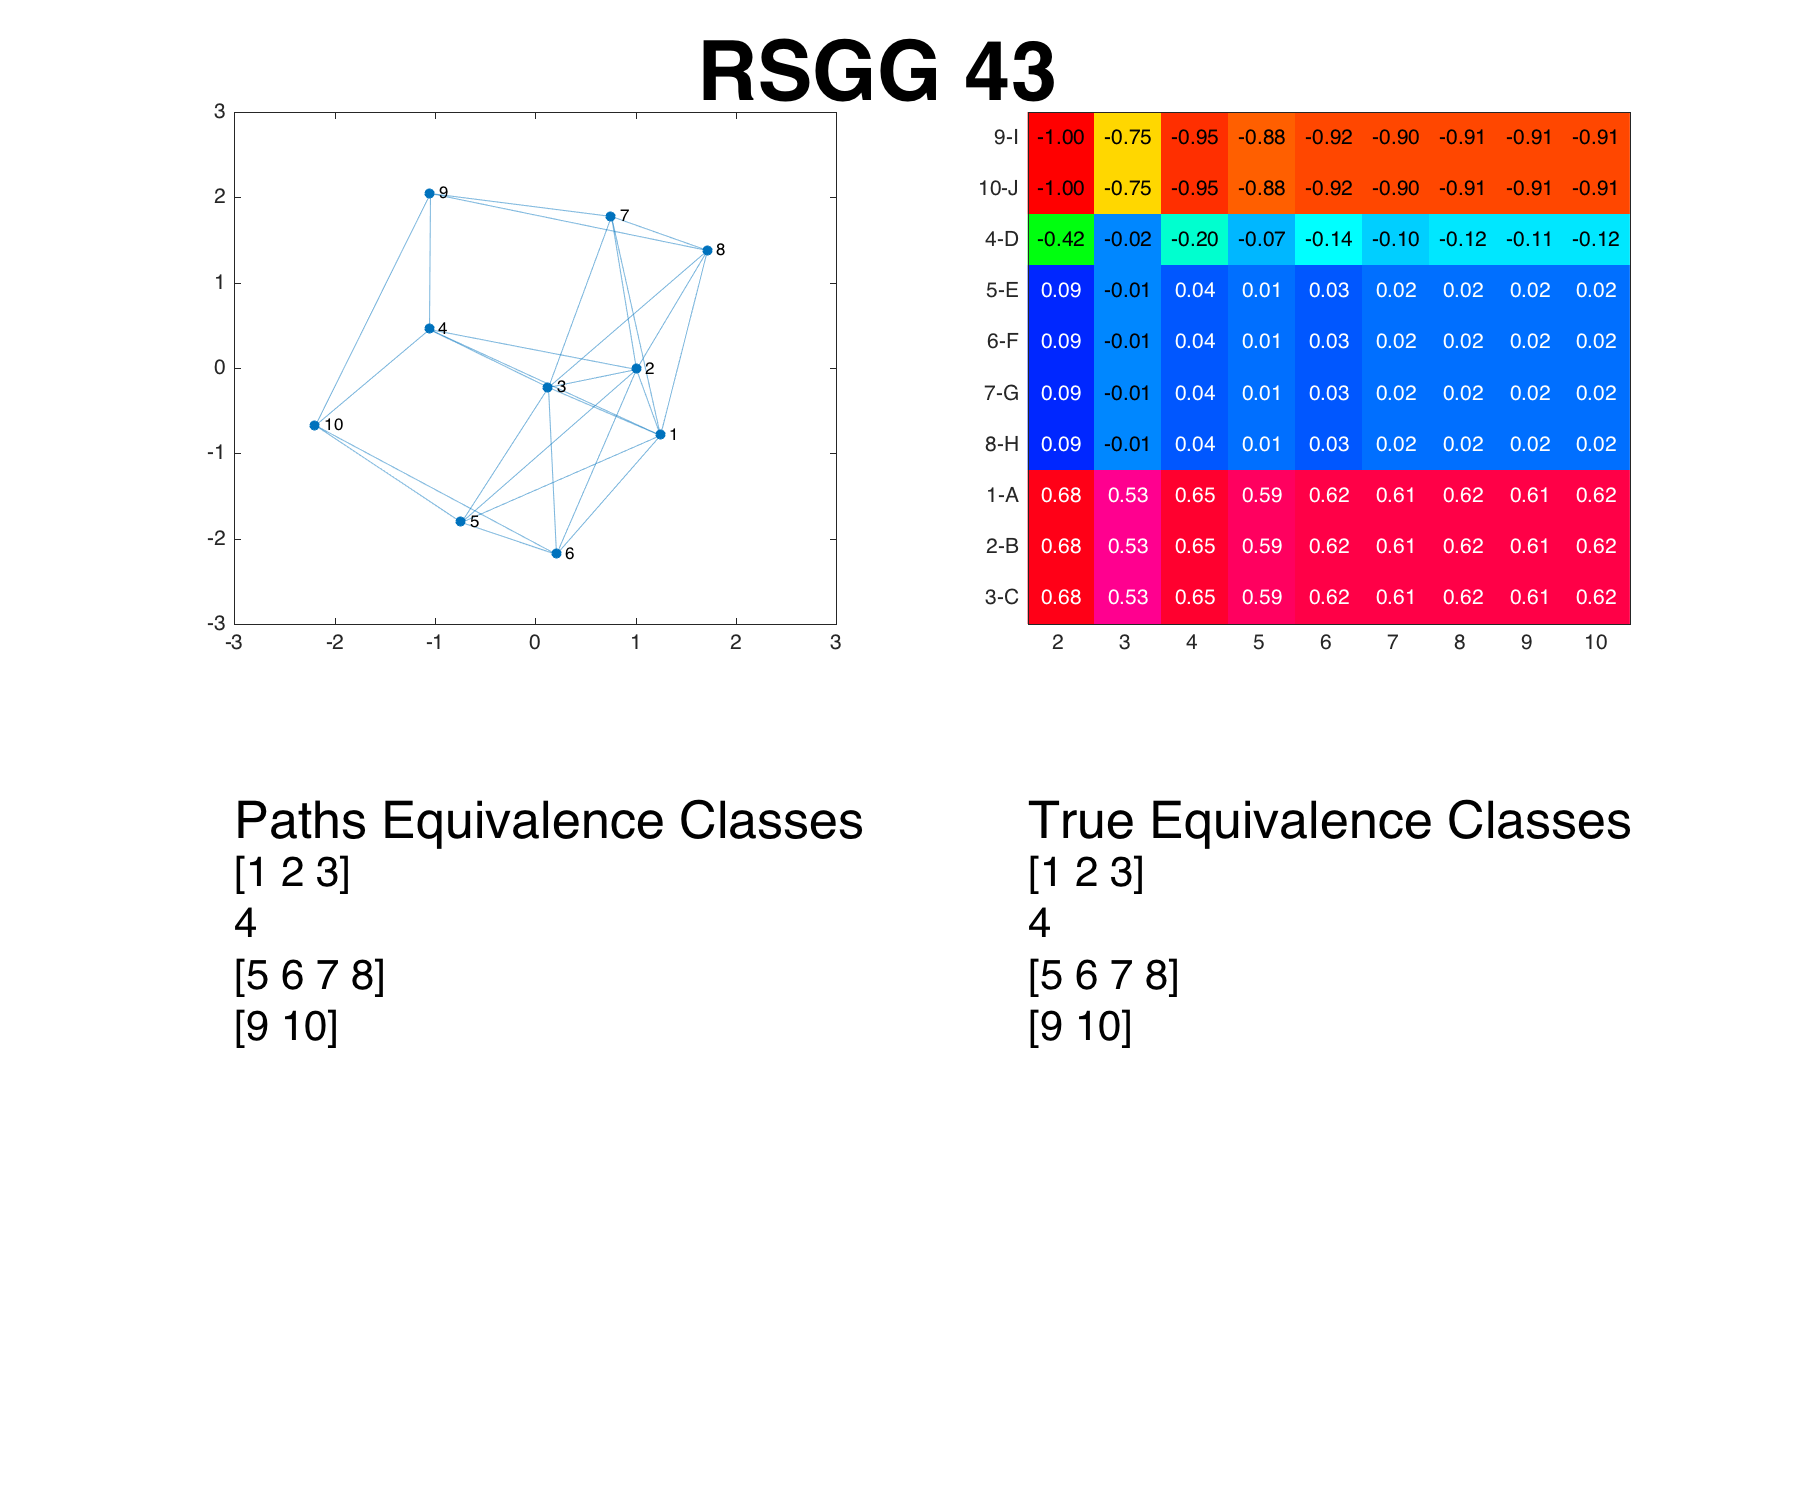 RSGG 43
3
2
1
0
-1
-2
-3
-3 -2 -1 0 1 2 3
9
7
8
4
2
3
10
1
5
6
9-I -1.00 -0.75 -0.95 -0.88 -0.92 -0.90 -0.91 -0.91 -0.91
10-J -1.00 -0.75 -0.95 -0.88 -0.92 -0.90 -0.91 -0.91 -0.91
4-D -0.42 -0.02 -0.20 -0.07 -0.14 -0.10 -0.12 -0.11 -0.12
5-E 0.09 -0.01 0.04 0.01 0.03 0.02 0.02 0.02 0.02
6-F 0.09 -0.01 0.04 0.01 0.03 0.02 0.02 0.02 0.02
7-G 0.09 -0.01 0.04 0.01 0.03 0.02 0.02 0.02 0.02
8-H 0.09 -0.01 0.04 0.01 0.03 0.02 0.02 0.02 0.02
1-A 0.68 0.53 0.65 0.59 0.62 0.61 0.62 0.61 0.62
2-B 0.68 0.53 0.65 0.59 0.62 0.61 0.62 0.61 0.62
3-C 0.68 0.53 0.65 0.59 0.62 0.61 0.62 0.61 0.62
2 3 4 5 6 7 8 9 10
Paths Equivalence Classes
[1 2 3]
4
[5 6 7 8]
[9 10]
True Equivalence Classes
[1 2 3]
4
[5 6 7 8]
[9 10]